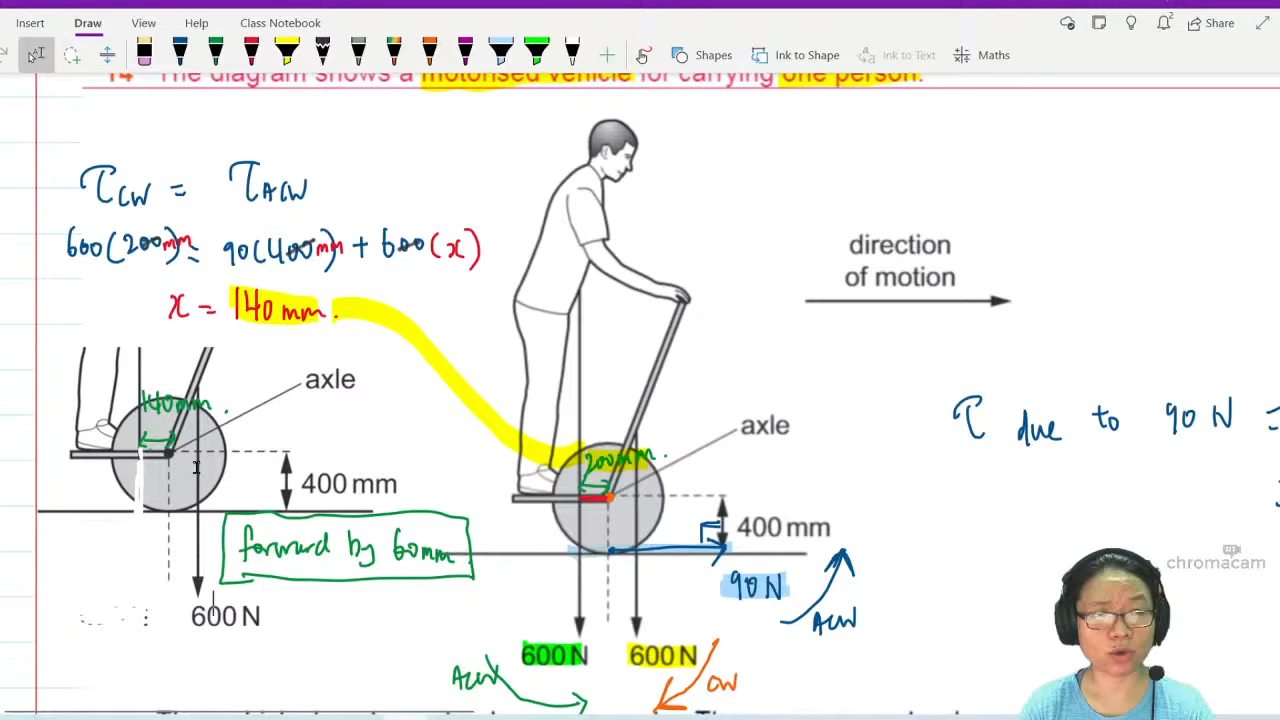 Insert Draw View Help Class Notebook Share
Shapes Ink to Shape Ink to Text Maths
14 The diagram shows a motorised vehicle for carrying one person.
τCW = τACW
600(200mm) = 90(400mm) + 600(x)
x = 140 mm.
direction
of motion
axle
140mm.
400 mm
forward by 60mm
600 N
axle
200mm.
400 mm
90 N
ACW
600 N
600 N
ACW
CW
τ due to 90 N =
chromacam